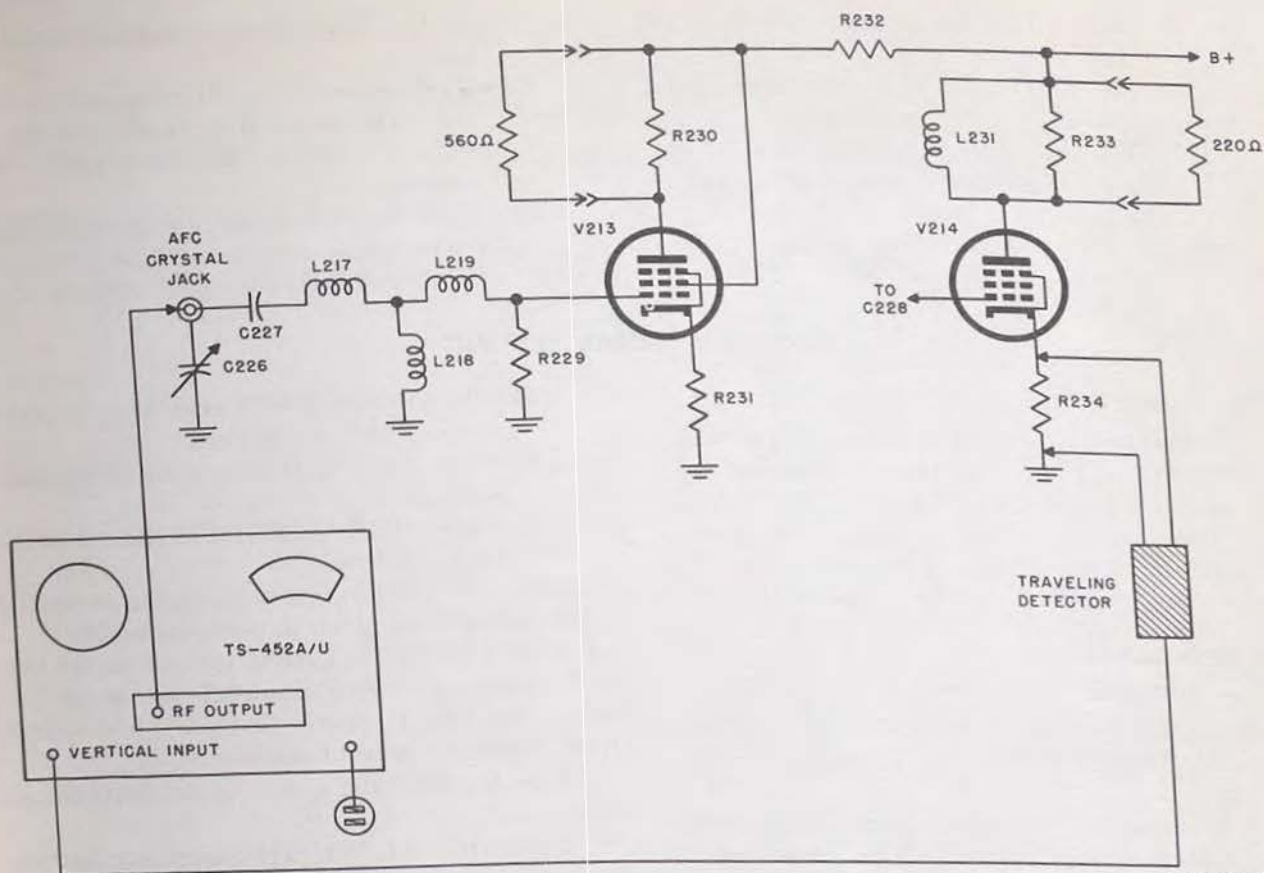 R232
B+
560Ω
R230
L231
R233
220Ω
V213
V214
AFC
CRYSTAL
JACK
L217
L219
C227
C226
L218
R229
TO
C228
R231
R234
TRAVELING
DETECTOR
TS-452A/U
RF OUTPUT
VERTICAL INPUT